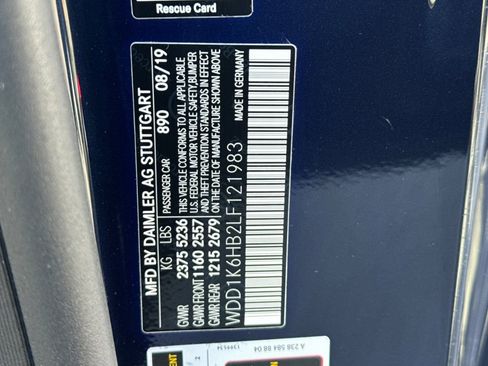 Rescue Card
MFD BY DAIMLER AG STUTTGART
KG LBS PASSENGER CAR 890 08/19
GVWR 2375 5236 THIS VEHICLE CONFORMS TO ALL APPLICABLE
GAWR FRONT 1160 2557 U.S. FEDERAL MOTOR VEHICLE SAFETY, BUMPER
GAWR REAR 1215 2679 AND THEFT PREVENTION STANDARDS IN EFFECT
ON THE DATE OF MANUFACTURE SHOWN ABOVE
WDD1K6HB2LF121983 MADE IN GERMANY
A 238 584 88 04